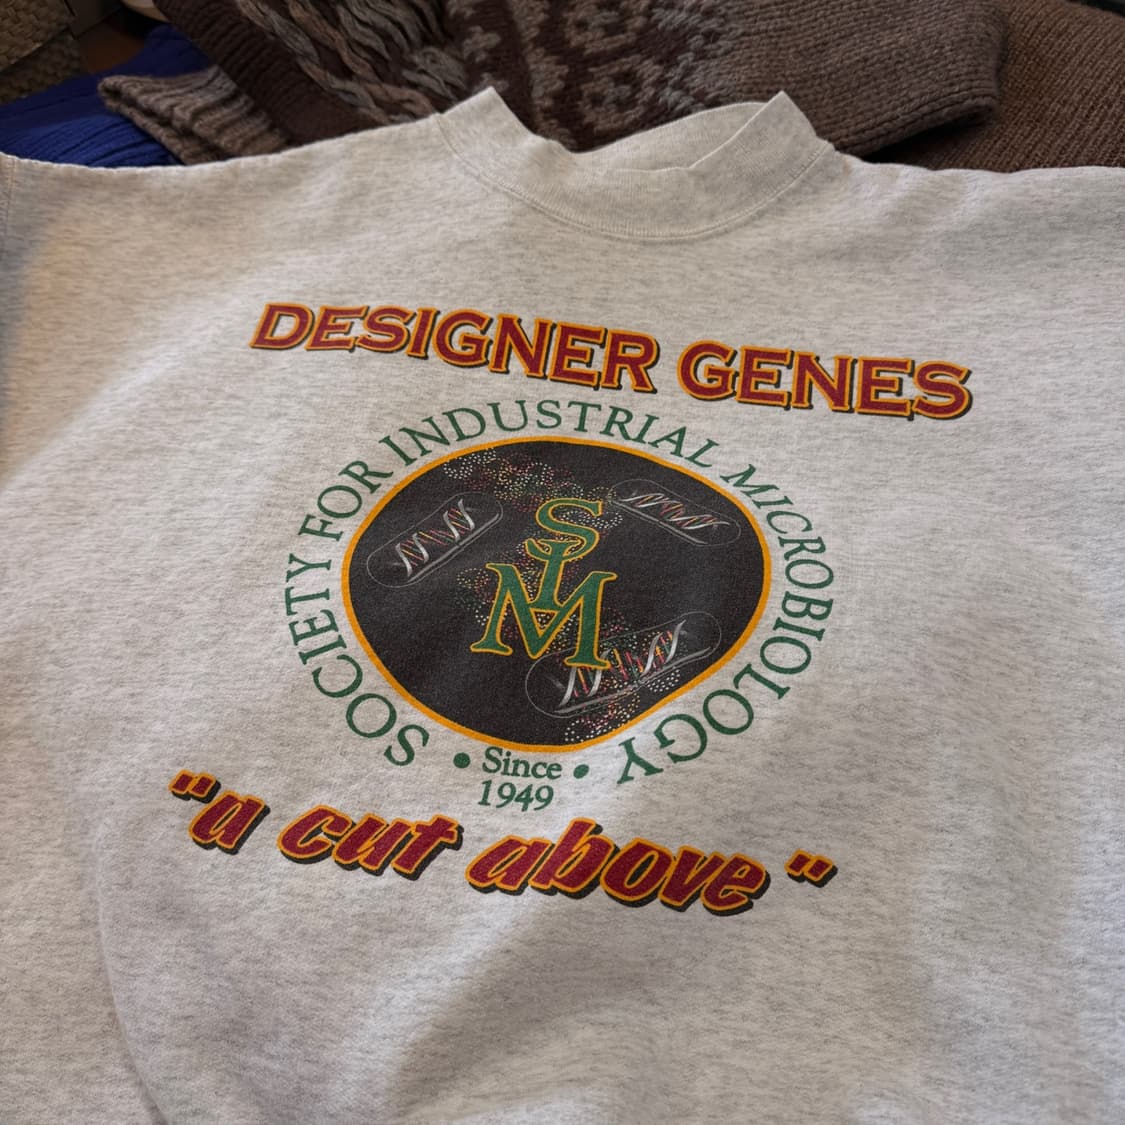 DESIGNER GENES
SOCIETY FOR INDUSTRIAL MICROBIOLOGY
SIM
• Since •
1949
"a cut above"